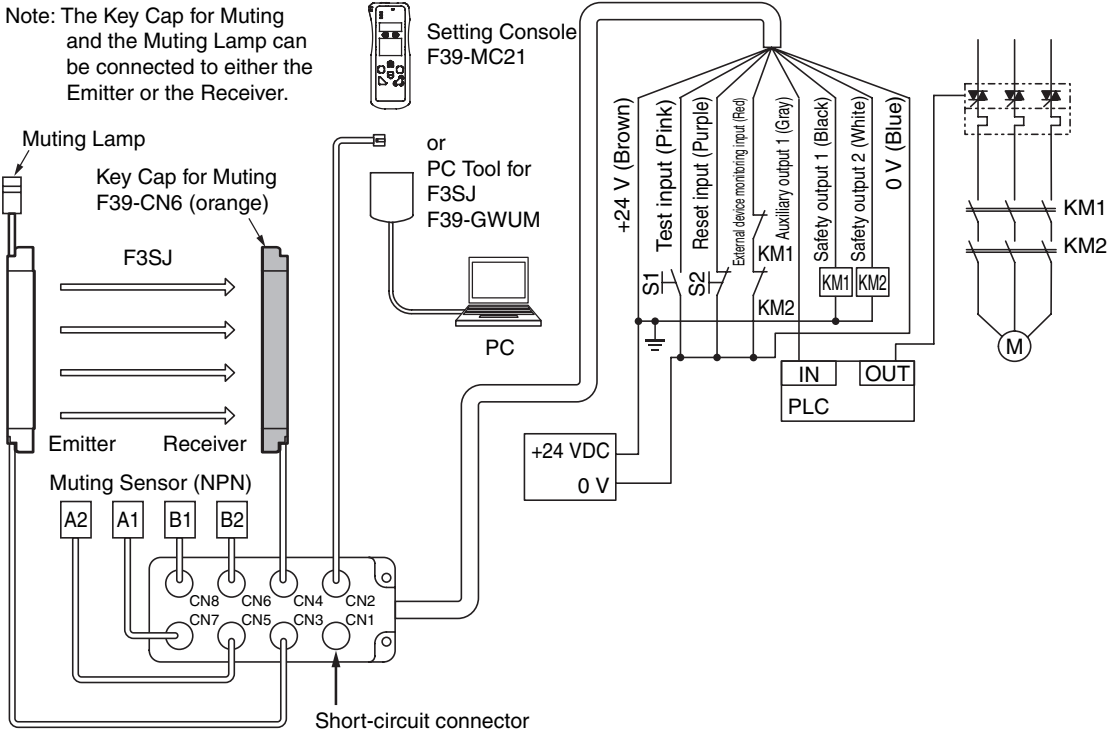 Note: The Key Cap for Muting
and the Muting Lamp can
be connected to either the
Emitter or the Receiver.
Setting Console
F39-MC21
or
PC Tool for
F3SJ
F39-GWUM
PC
Muting Lamp
Key Cap for Muting
F39-CN6 (orange)
F3SJ
Emitter
Receiver
Muting Sensor (NPN)
A2
A1
B1
B2
CN8
CN6
CN4
CN2
CN7
CN5
CN3
CN1
Short-circuit connector
+24 V (Brown)
Test input (Pink)
Reset input (Purple)
External device monitoring input (Red)
Auxiliary output 1 (Gray)
Safety output 1 (Black)
Safety output 2 (White)
0 V (Blue)
S1
S2
KM1
KM2
KM1
KM2
IN
OUT
PLC
+24 VDC
0 V
KM1
KM2
M